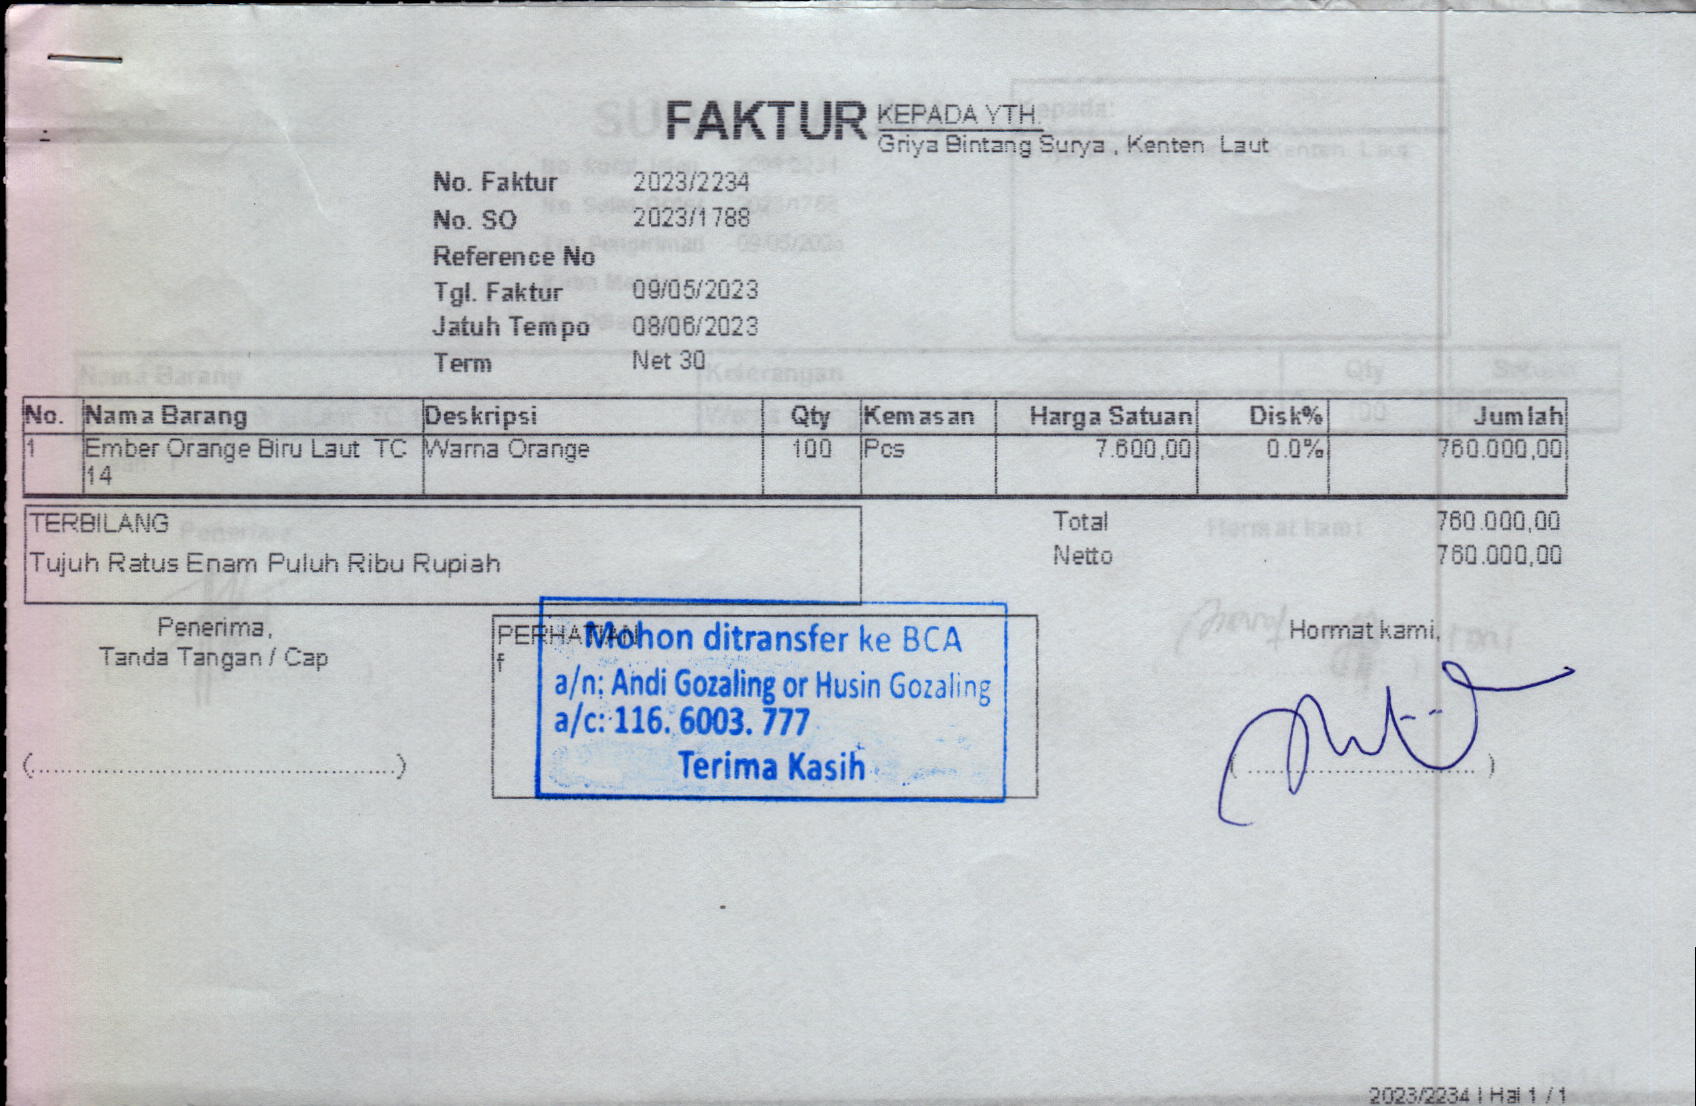 FAKTUR
KEPADA YTH.
Griya Bintang Surya , Kenten Laut
No. Faktur 2023/2234
No. SO 2023/1788
Reference No
Tgl. Faktur 09/05/2023
Jatuh Tempo 08/06/2023
Term Net 30
No. Nama Barang Deskripsi Qty Kemasan Harga Satuan Disk% Jumlah
1 Ember Orange Biru Laut TC Warna Orange 100 Pcs 7.600,00 0.0% 760.000,00
14
TERBILANG
Tujuh Ratus Enam Puluh Ribu Rupiah
Total 760.000,00
Netto 760.000,00
Penerima,
Tanda Tangan / Cap
(....................................................)
PERHATIAN
f
Mohon ditransfer ke BCA
a/n: Andi Gozaling or Husin Gozaling
a/c: 116. 6003. 777
Terima Kasih
Hormat kami,
( ................................. )
2023/2234 | Hal 1 / 1